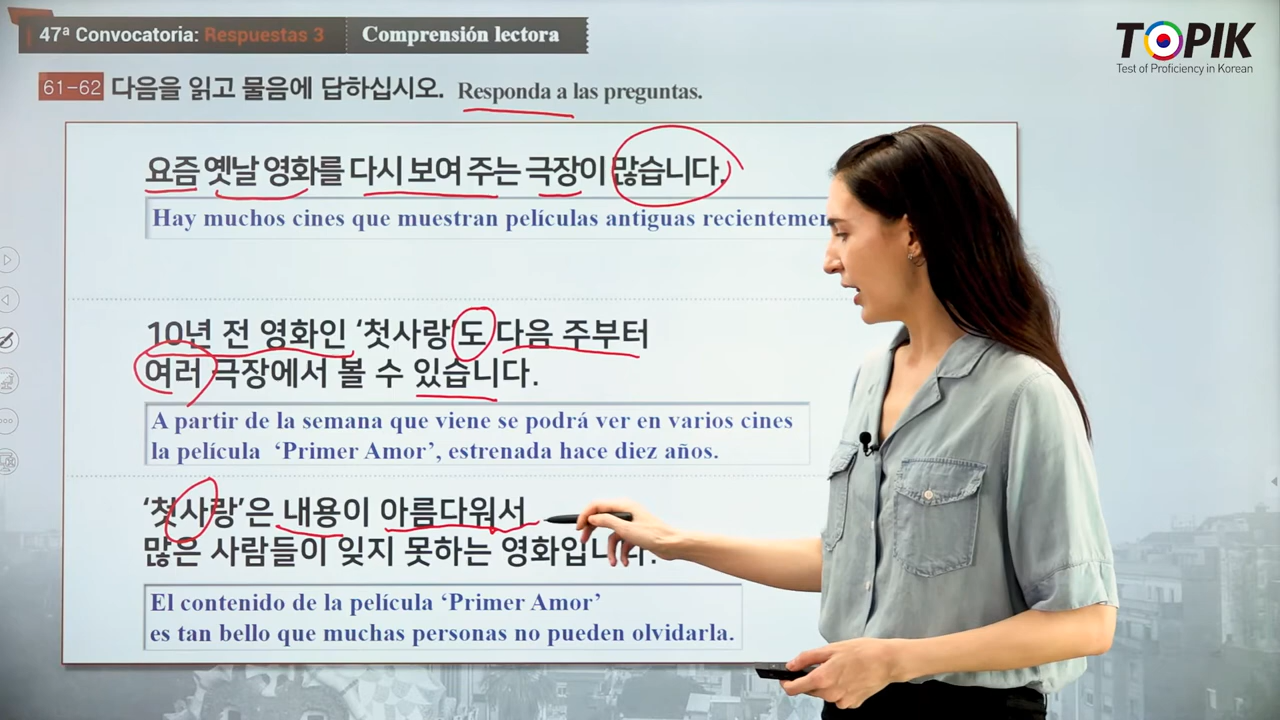 47ª Convocatoria: Respuestas 3 Comprensión lectora
TOPIK
Test of Proficiency in Korean
61-62 다음을 읽고 물음에 답하십시오. Responda a las preguntas.
요즘 옛날 영화를 다시 보여 주는 극장이 많습니다.
Hay muchos cines que muestran películas antiguas
10년 전 영화인 ‘첫사랑’도 다음 주부터
여러 극장에서 볼 수 있습니다.
A partir de la semana que viene se podrá ver en varios cines
la película ‘Primer Amor’, estrenada hace diez años.
‘첫사랑’은 내용이 아름다워서
많은 사람들이 잊지 못하는 영화입니다.
El contenido de la película ‘Primer Amor’
es tan bello que muchas personas no pueden olvidarla.